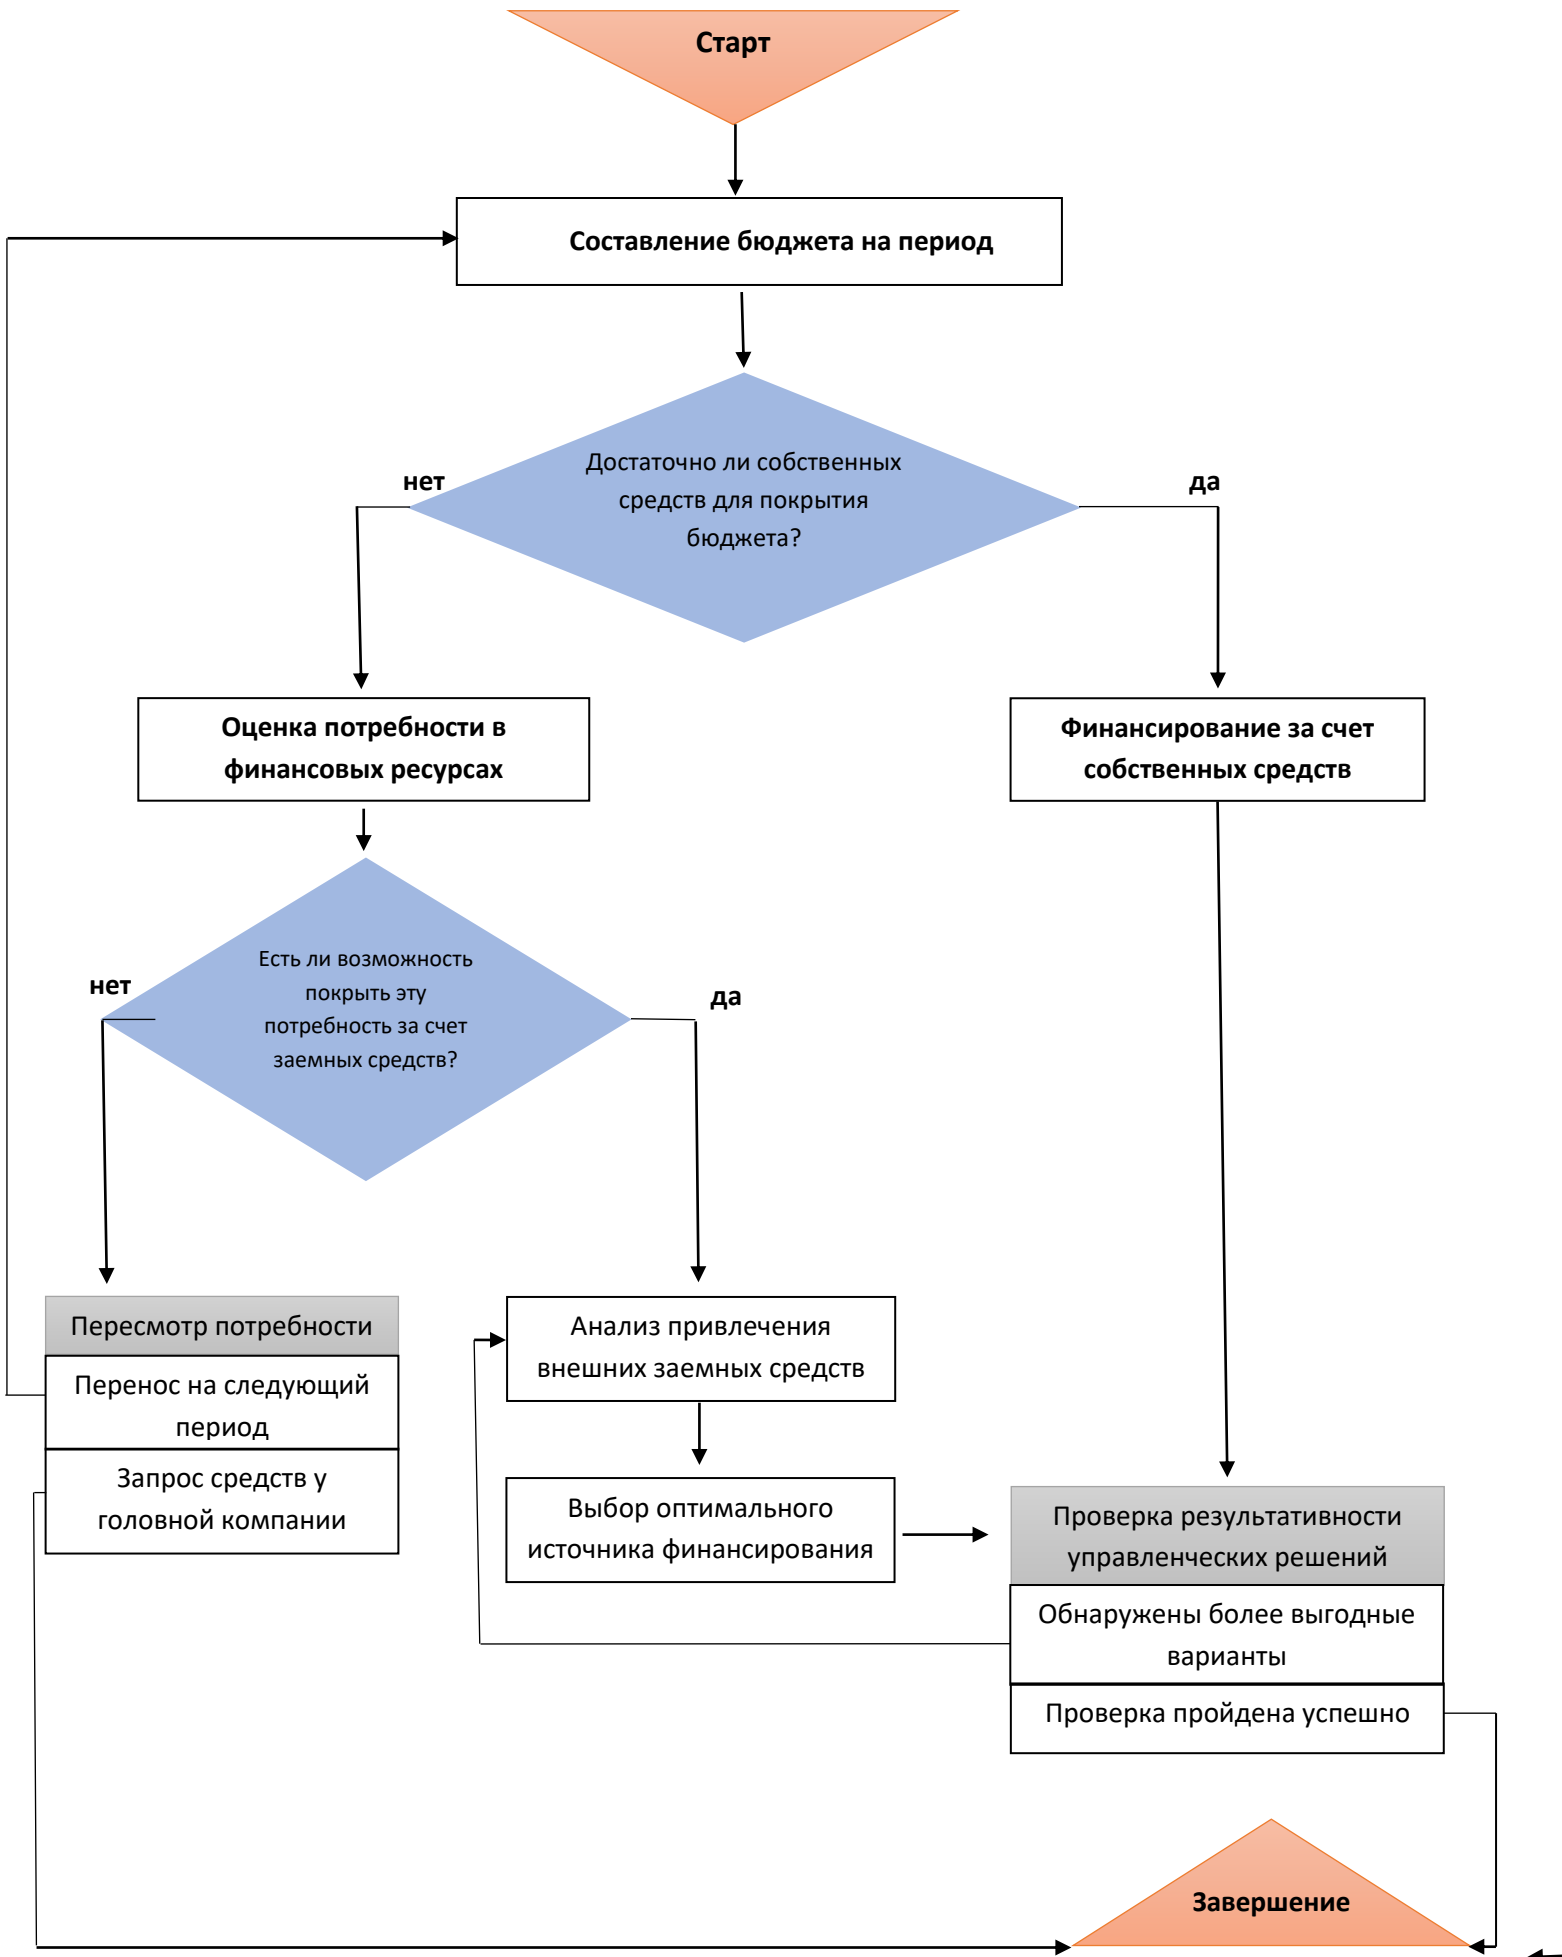 Старт
Составление бюджета на период
Достаточно ли собственных
средств для покрытия
бюджета?
нет
да
Оценка потребности в
финансовых ресурсах
Финансирование за счет
собственных средств
Есть ли возможность
покрыть эту
потребность за счет
заемных средств?
нет
да
Пересмотр потребности
Перенос на следующий
период
Запрос средств у
головной компании
Анализ привлечения
внешних заемных средств
Выбор оптимального
источника финансирования
Проверка результативности
управленческих решений
Обнаружены более выгодные
варианты
Проверка пройдена успешно
Завершение